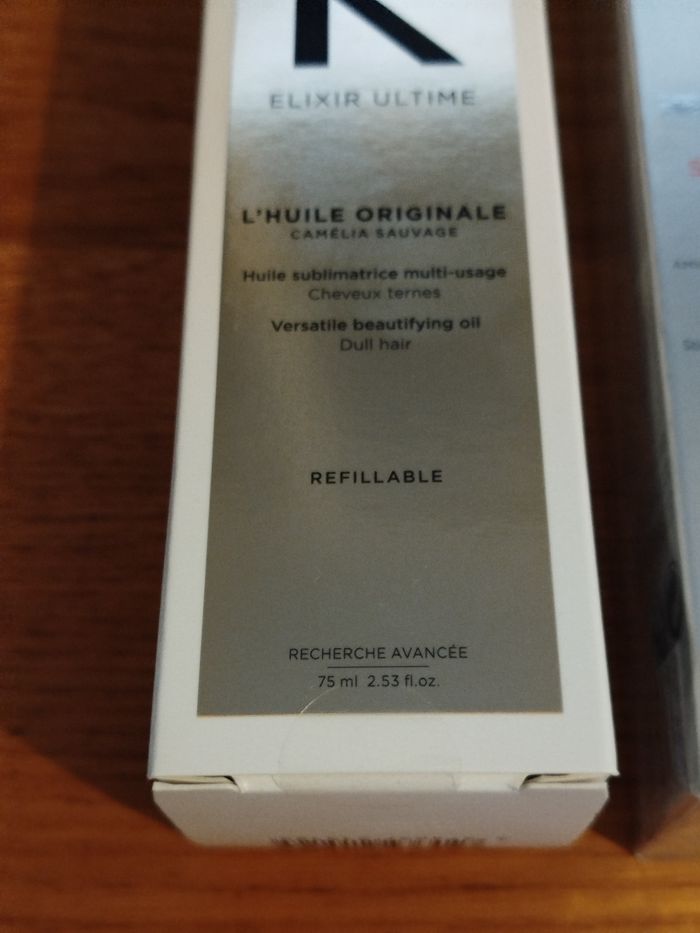 K
ELIXIR ULTIME
L'HUILE ORIGINALE
CAMÉLIA SAUVAGE
Huile sublimatrice multi-usage
Cheveux ternes
Versatile beautifying oil
Dull hair
REFILLABLE
RECHERCHE AVANCÉE
75 ml 2.53 fl.oz.